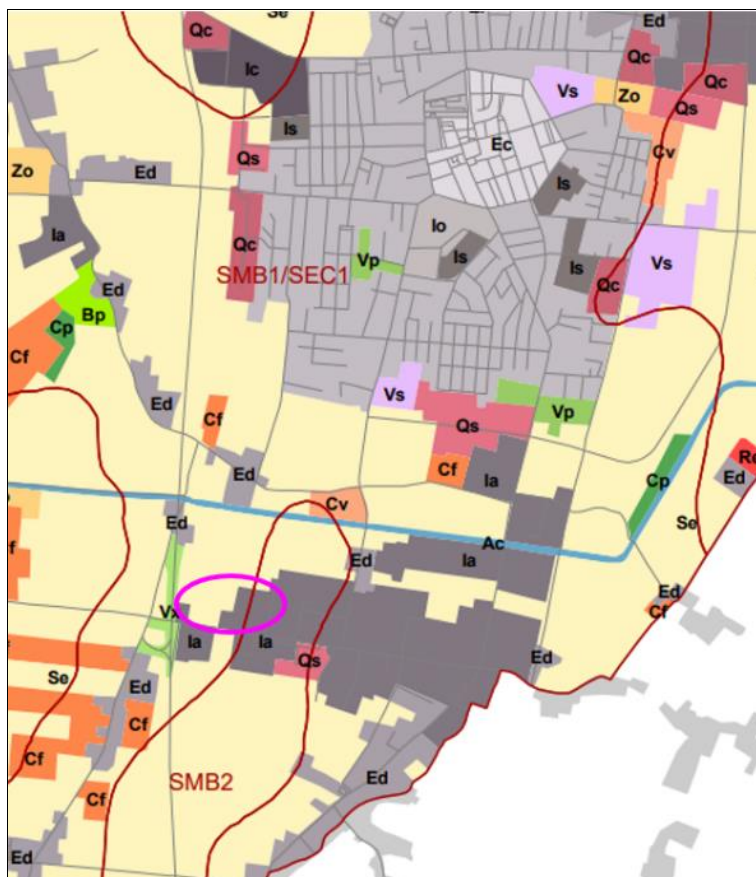 Se
Ed
Qc
Ic
Qc
Qc
Vs
Zo
Qs
Is
Ec
Cv
Qs
Zo
Ed
Is
Ia
Io
Is
Qc
Vp
Is
Vs
SMB1/SEC1
Qc
Ed
Bp
Cp
Cf
Vs
Ed
Cf
Vp
Qs
Ed
Cf
Ia
Cp
Ed
Cv
Se
Ed
Ac
Ed
Ia
Ed
Vx
Cf
Ia
Ia
Qs
Ed
Se
Ed
Cf
Cf
SMB2
Ed
Cf
Ed